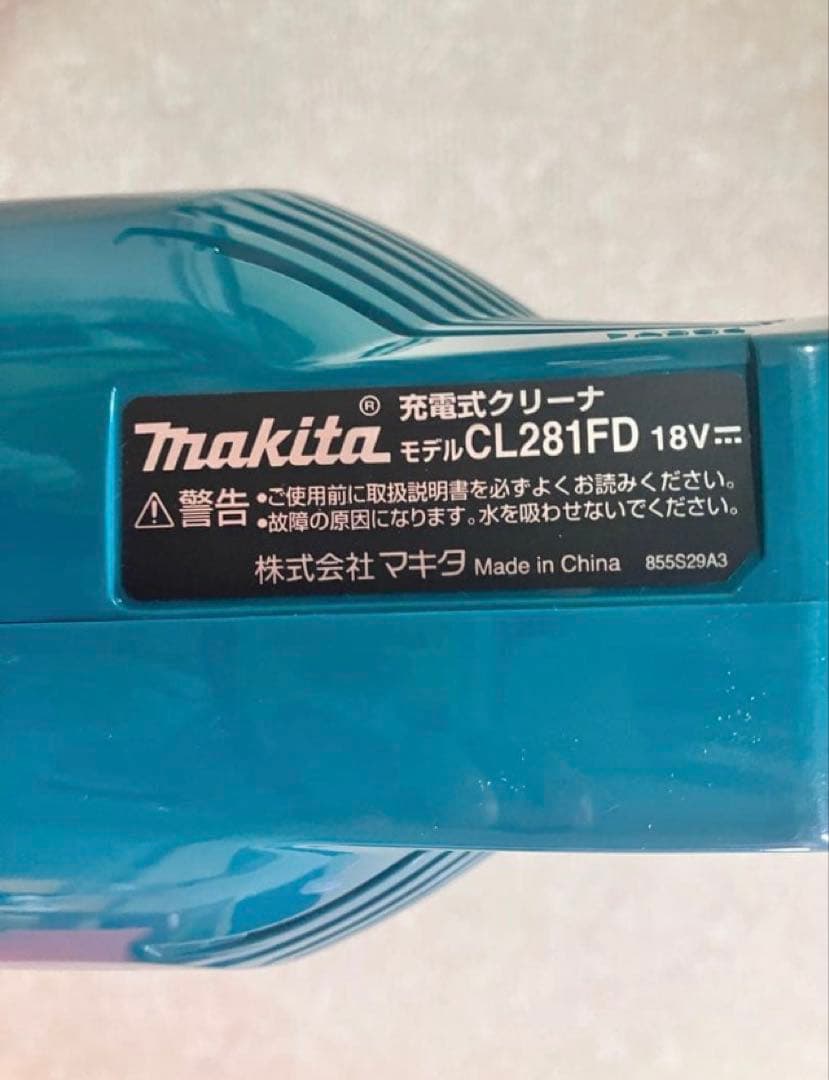 makita® 充電式クリーナ
モデルCL281FD 18V⎓
⚠警告 •ご使用前に取扱説明書を必ずよくお読みください。
•故障の原因になります。水を吸わせないでください。
株式会社マキタ Made in China 855S29A3